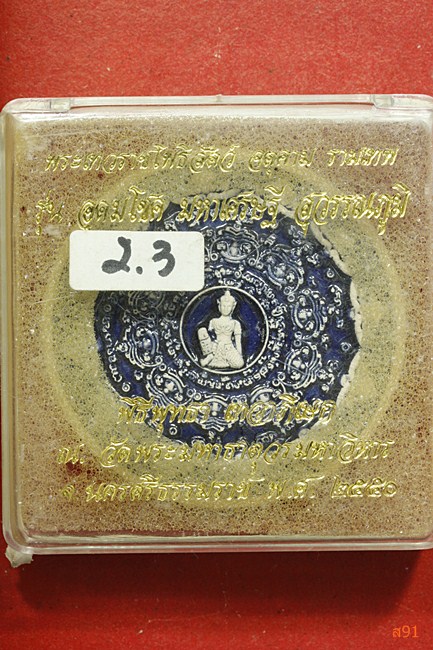 พระเทวราชโพธิสัตว์ จตุคาม รามเทพ
รุ่น อุดมโชค มหาเศรษฐี สุวรรณภูมิ
2.3
พิธีพุทธา
ณ วัดพระมหาธาตุวรมหาวิหาร
จ.นครศรีธรรมราช พ.ศ. ๒๕๕๐
ส91